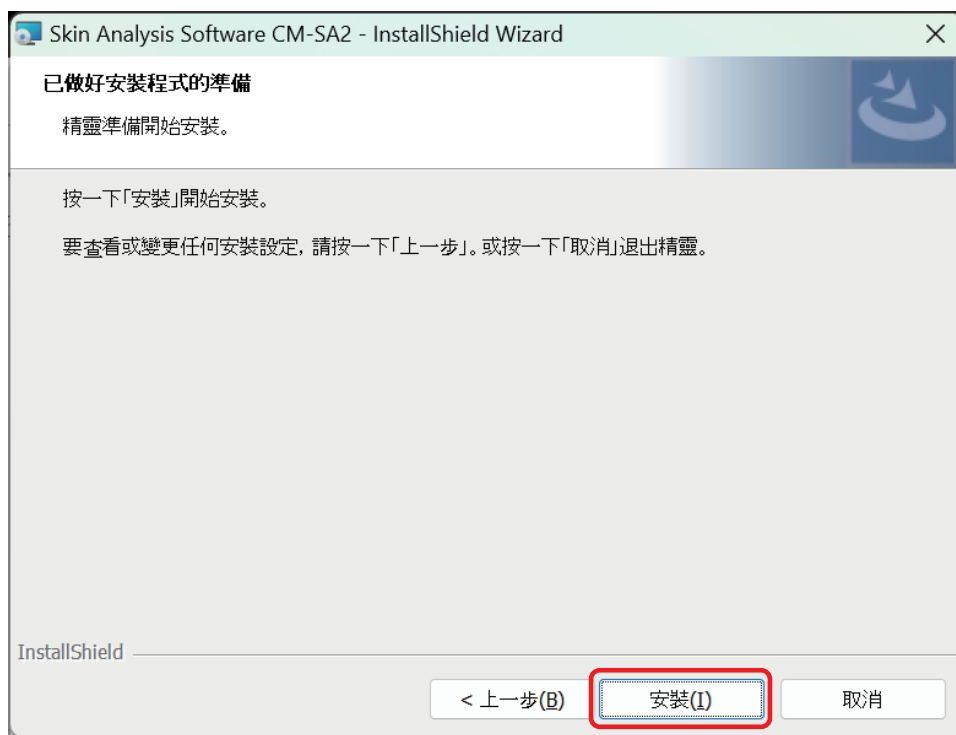 Skin Analysis Software CM-SA2 - InstallShield Wizard
已做好安裝程式的準備
精靈準備開始安裝。
按一下「安裝」開始安裝。
要查看或變更任何安裝設定, 請按一下「上一步」。或按一下「取消」退出精靈。
InstallShield
< 上一步(B)
安裝(I)
取消